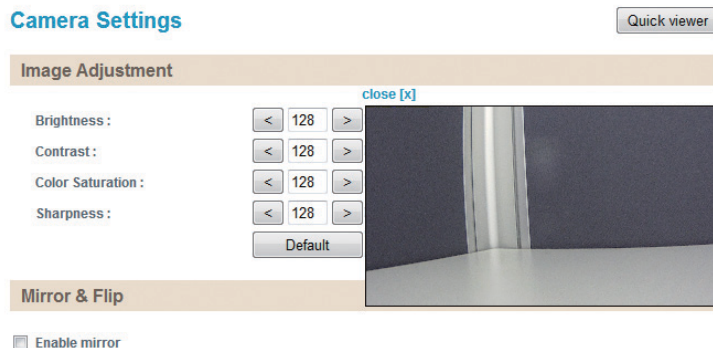 Camera Settings
Quick viewer
Image Adjustment
close [x]
Brightness :
< 128 >
Contrast :
< 128 >
Color Saturation :
< 128 >
Sharpness :
< 128 >
Default
Mirror & Flip
Enable mirror